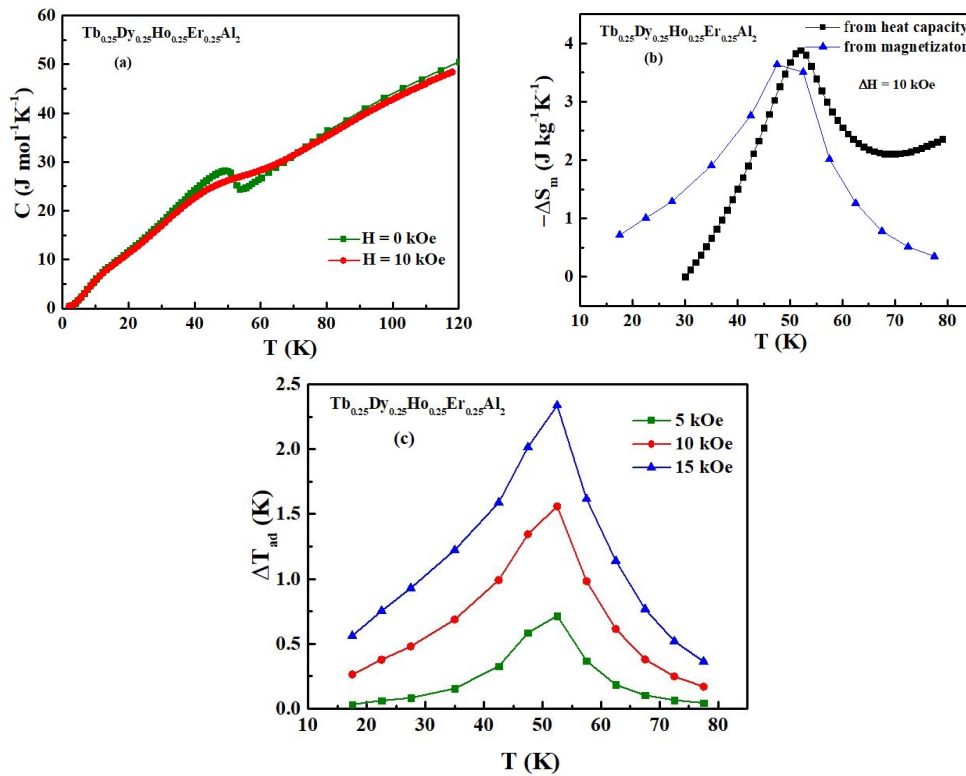 Tb0.25Dy0.25Ho0.25Er0.25Al2
(a)
60
50
40
30
20
10
0
C (J mol-1K-1)
H = 0 kOe
H = 10 kOe
0 20 40 60 80 100 120
T (K)
Tb0.25Dy0.25Ho0.25Er0.25Al2
(b)
from heat capacity
from magnetizator
ΔH = 10 kOe
4
3
2
1
0
−ΔSm (J kg-1K-1)
10 20 30 40 50 60 70 80
T (K)
Tb0.25Dy0.25Ho0.25Er0.25Al2
(c)
5 kOe
10 kOe
15 kOe
2.5
2.0
1.5
1.0
0.5
0.0
ΔTad (K)
10 20 30 40 50 60 70 80
T (K)